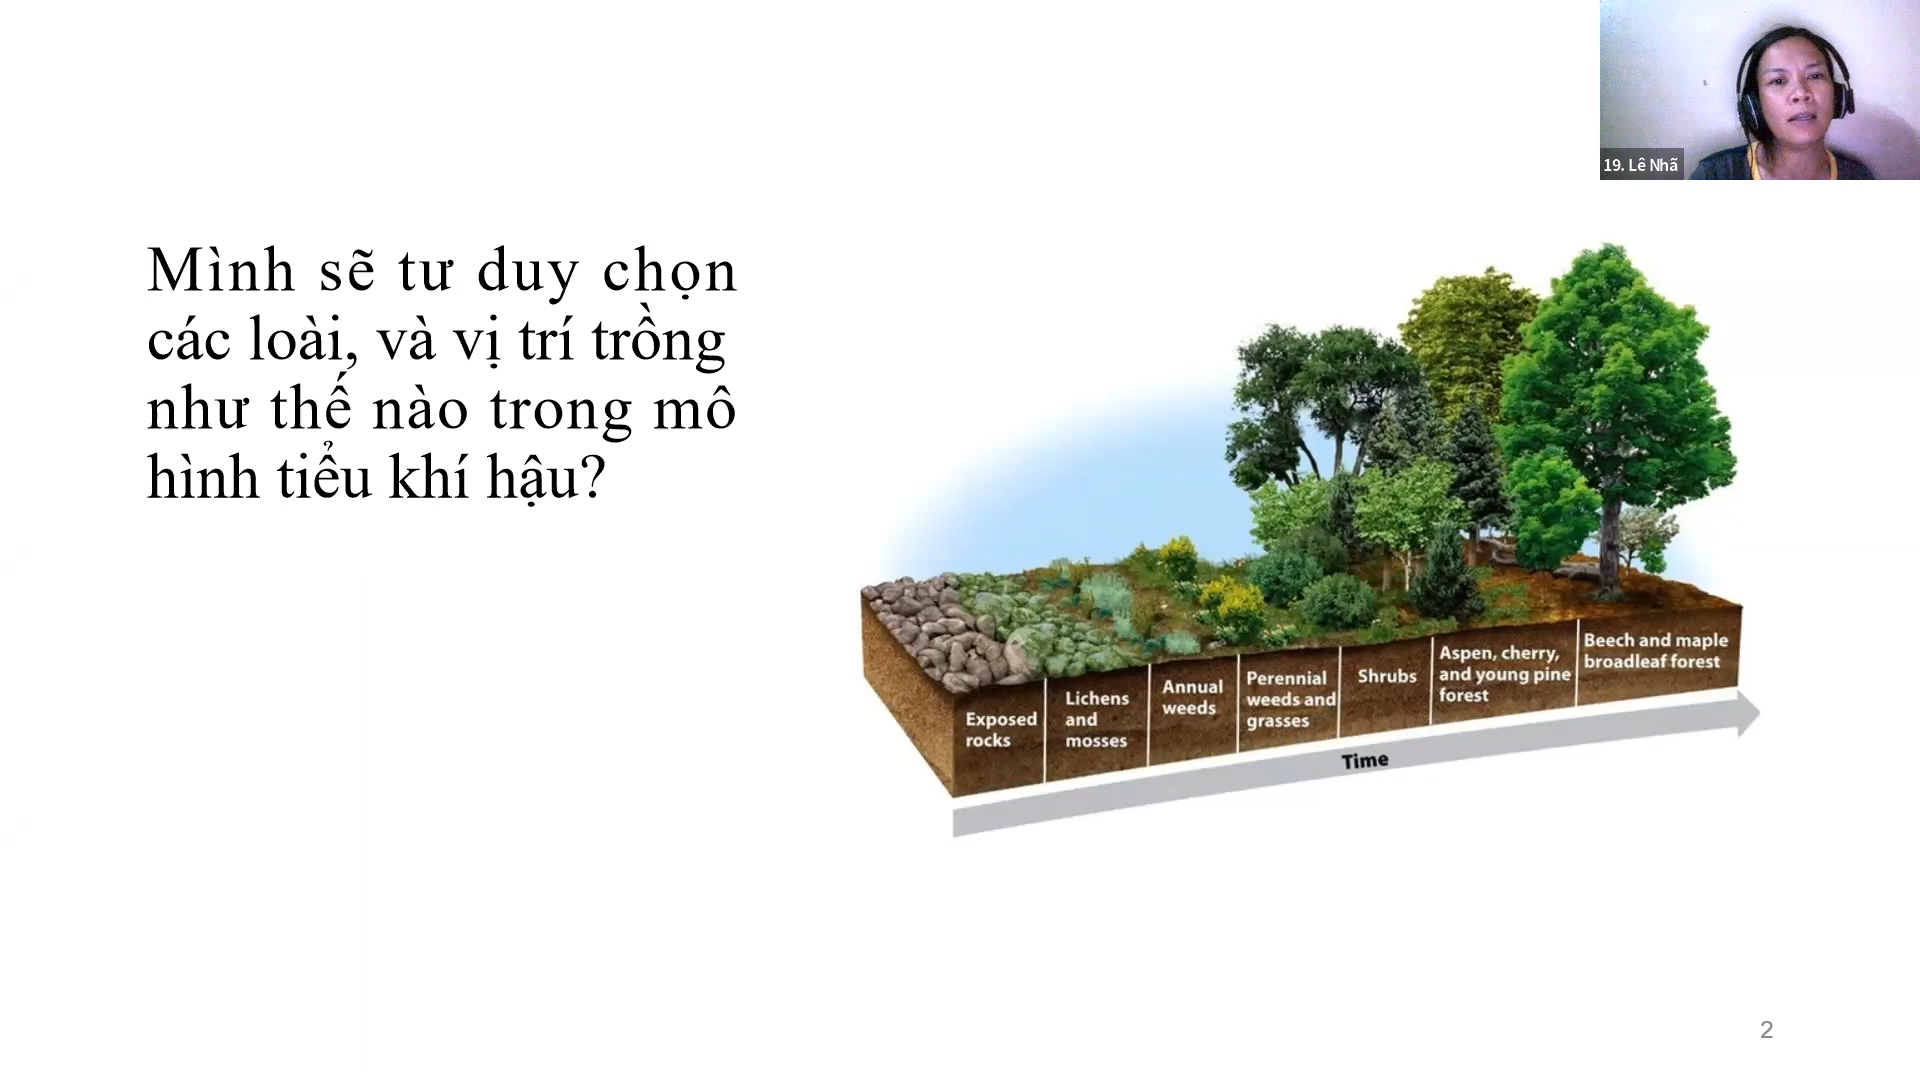 19. Lê Nhã
Mình sẽ tư duy chọn
các loài, và vị trí trồng
như thế nào trong mô
hình tiểu khí hậu?
Exposed
rocks
Lichens
and
mosses
Annual
weeds
Perennial
weeds and
grasses
Shrubs
Aspen, cherry,
and young pine
forest
Beech and maple
broadleaf forest
Time
2